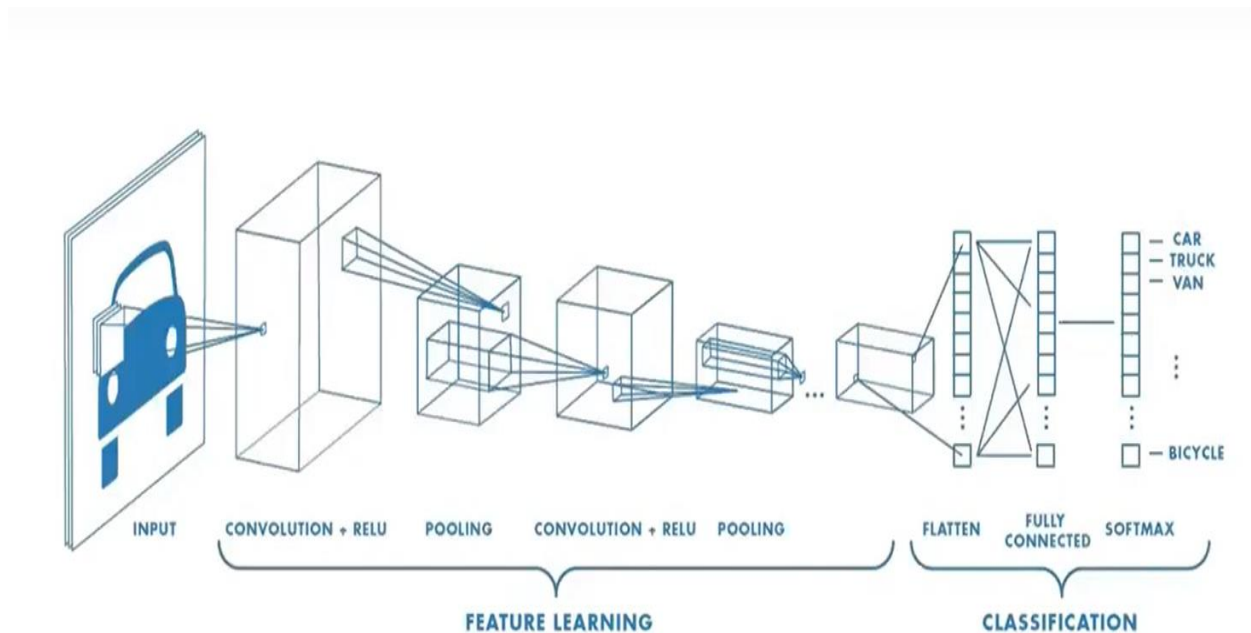 CAR
TRUCK
VAN
BICYCLE
INPUT
CONVOLUTION + RELU
POOLING
CONVOLUTION + RELU
POOLING
FLATTEN
FULLY
CONNECTED
SOFTMAX
FEATURE LEARNING
CLASSIFICATION